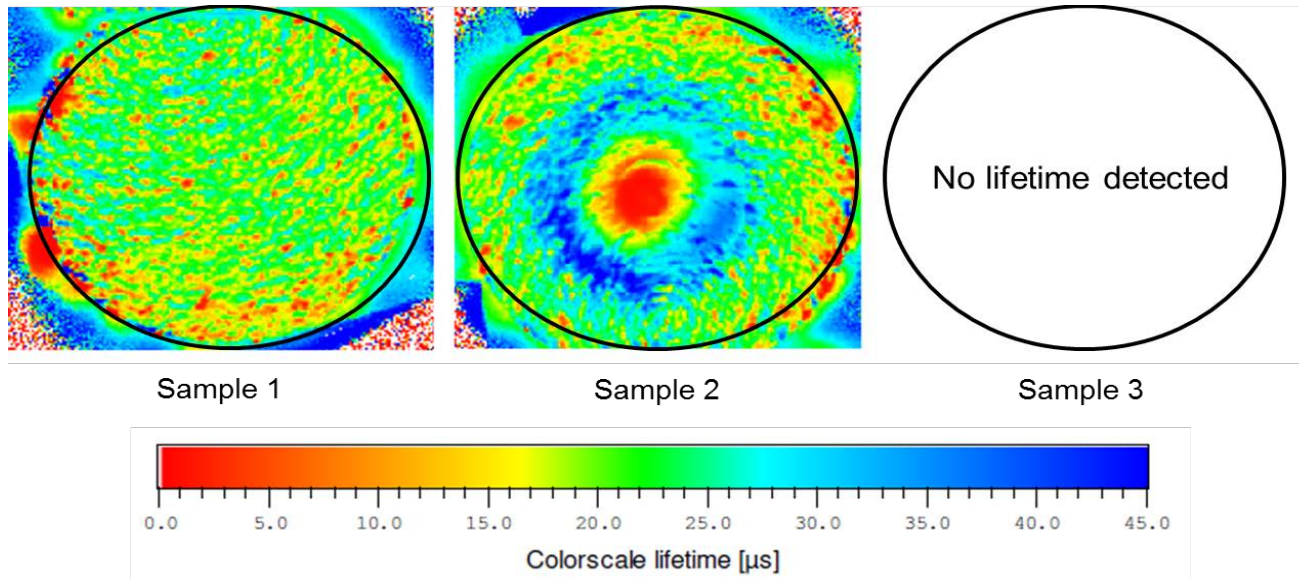 No lifetime detected
Sample 1
Sample 2
Sample 3
0.0 5.0 10.0 15.0 20.0 25.0 30.0 35.0 40.0 45.0
Colorscale lifetime [µs]